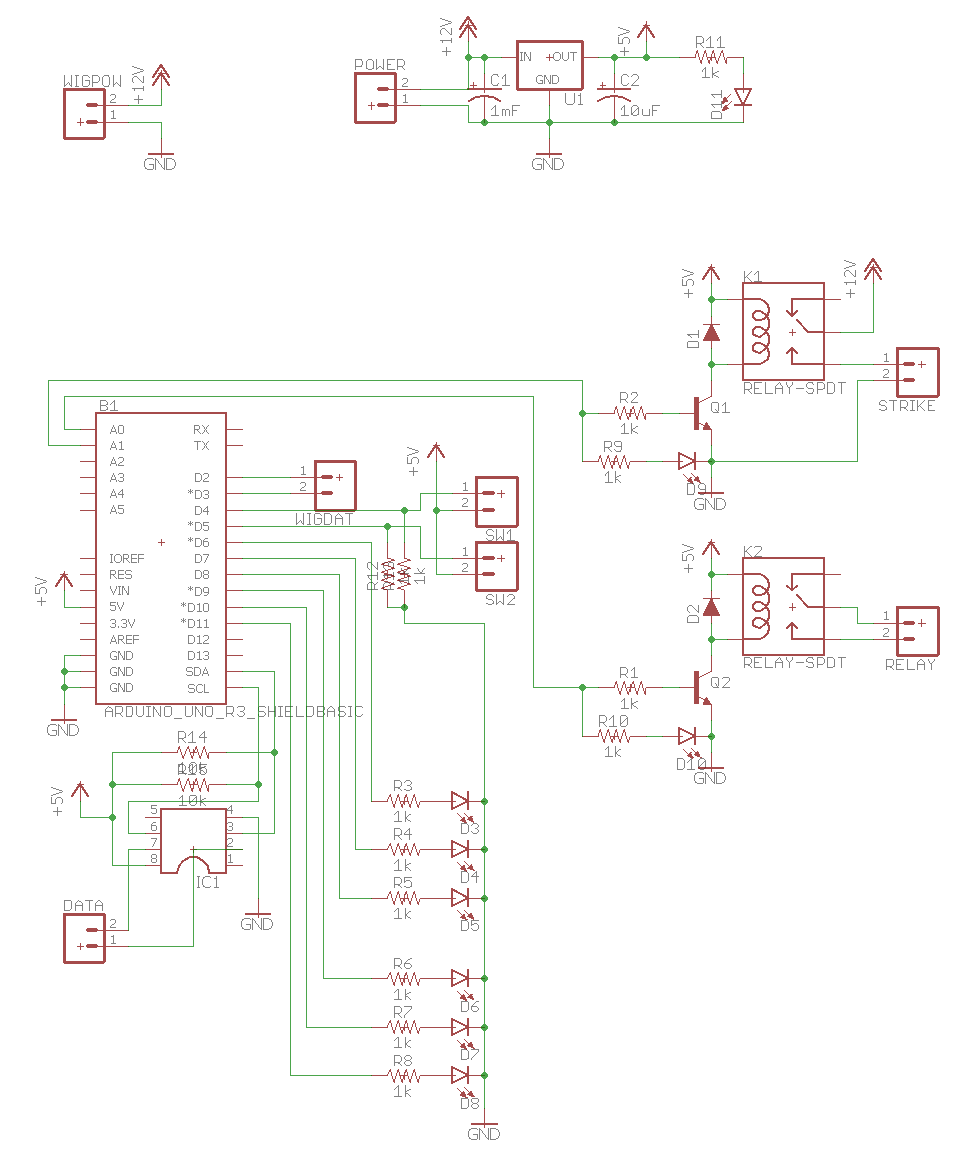 +12V
+5V
R11
IN
+OUT
GND
1k
C1
C2
U1
1mF
10uF
D11
GND
POWER
2
1
WIGPOW
+12V
2
1
GND
+5V
K1
+12V
D1
RELAY-SPDT
1
2
STRIKE
R2
1k
Q1
R9
1k
D9
GND
B1
A0
A1
A2
A3
A4
A5
IOREF
RES
VIN
5V
3.3V
AREF
GND
GND
GND
RX
TX
D2
*D3
D4
*D5
*D6
D7
D8
*D9
*D10
*D11
D12
D13
SDA
SCL
ARDUINO_UNO_R3_SHIELDBASIC
+5V
GND
1
2
WIGDAT
+5V
1
2
SW1
1
2
SW2
R12
1k
+5V
K2
D2
RELAY-SPDT
1
2
RELAY
R1
1k
Q2
R10
1k
D10
GND
R14
R15
10k
+5V
5
6
7
8
4
3
2
1
IC1
GND
DATA
2
1
R3
1k
D3
R4
1k
D4
R5
1k
D5
R6
1k
D6
R7
1k
D7
R8
1k
D8
GND